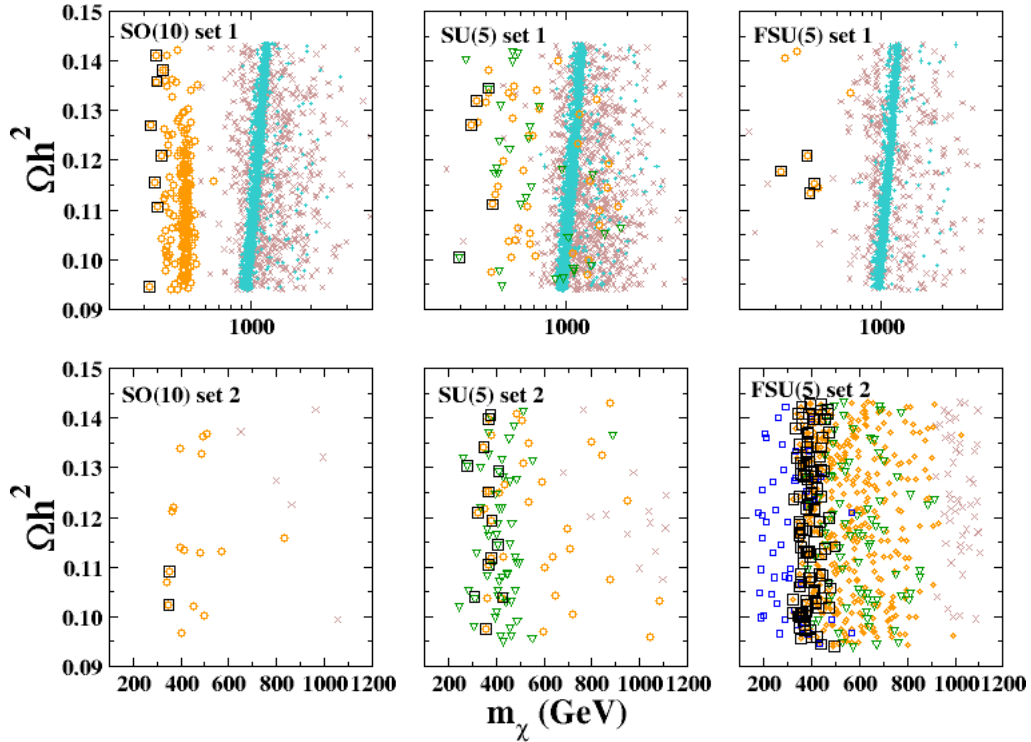 SO(10) set 1
SU(5) set 1
FSU(5) set 1
0.15
0.14
0.13
0.12
0.11
0.10
0.09
Ωh²
1000
1000
1000
SO(10) set 2
SU(5) set 2
FSU(5) set 2
0.15
0.14
0.13
0.12
0.11
0.10
0.09
Ωh²
200 400 600 800 1000 1200
200 400 600 800 1000 1200
200 400 600 800 1000 1200
mχ (GeV)